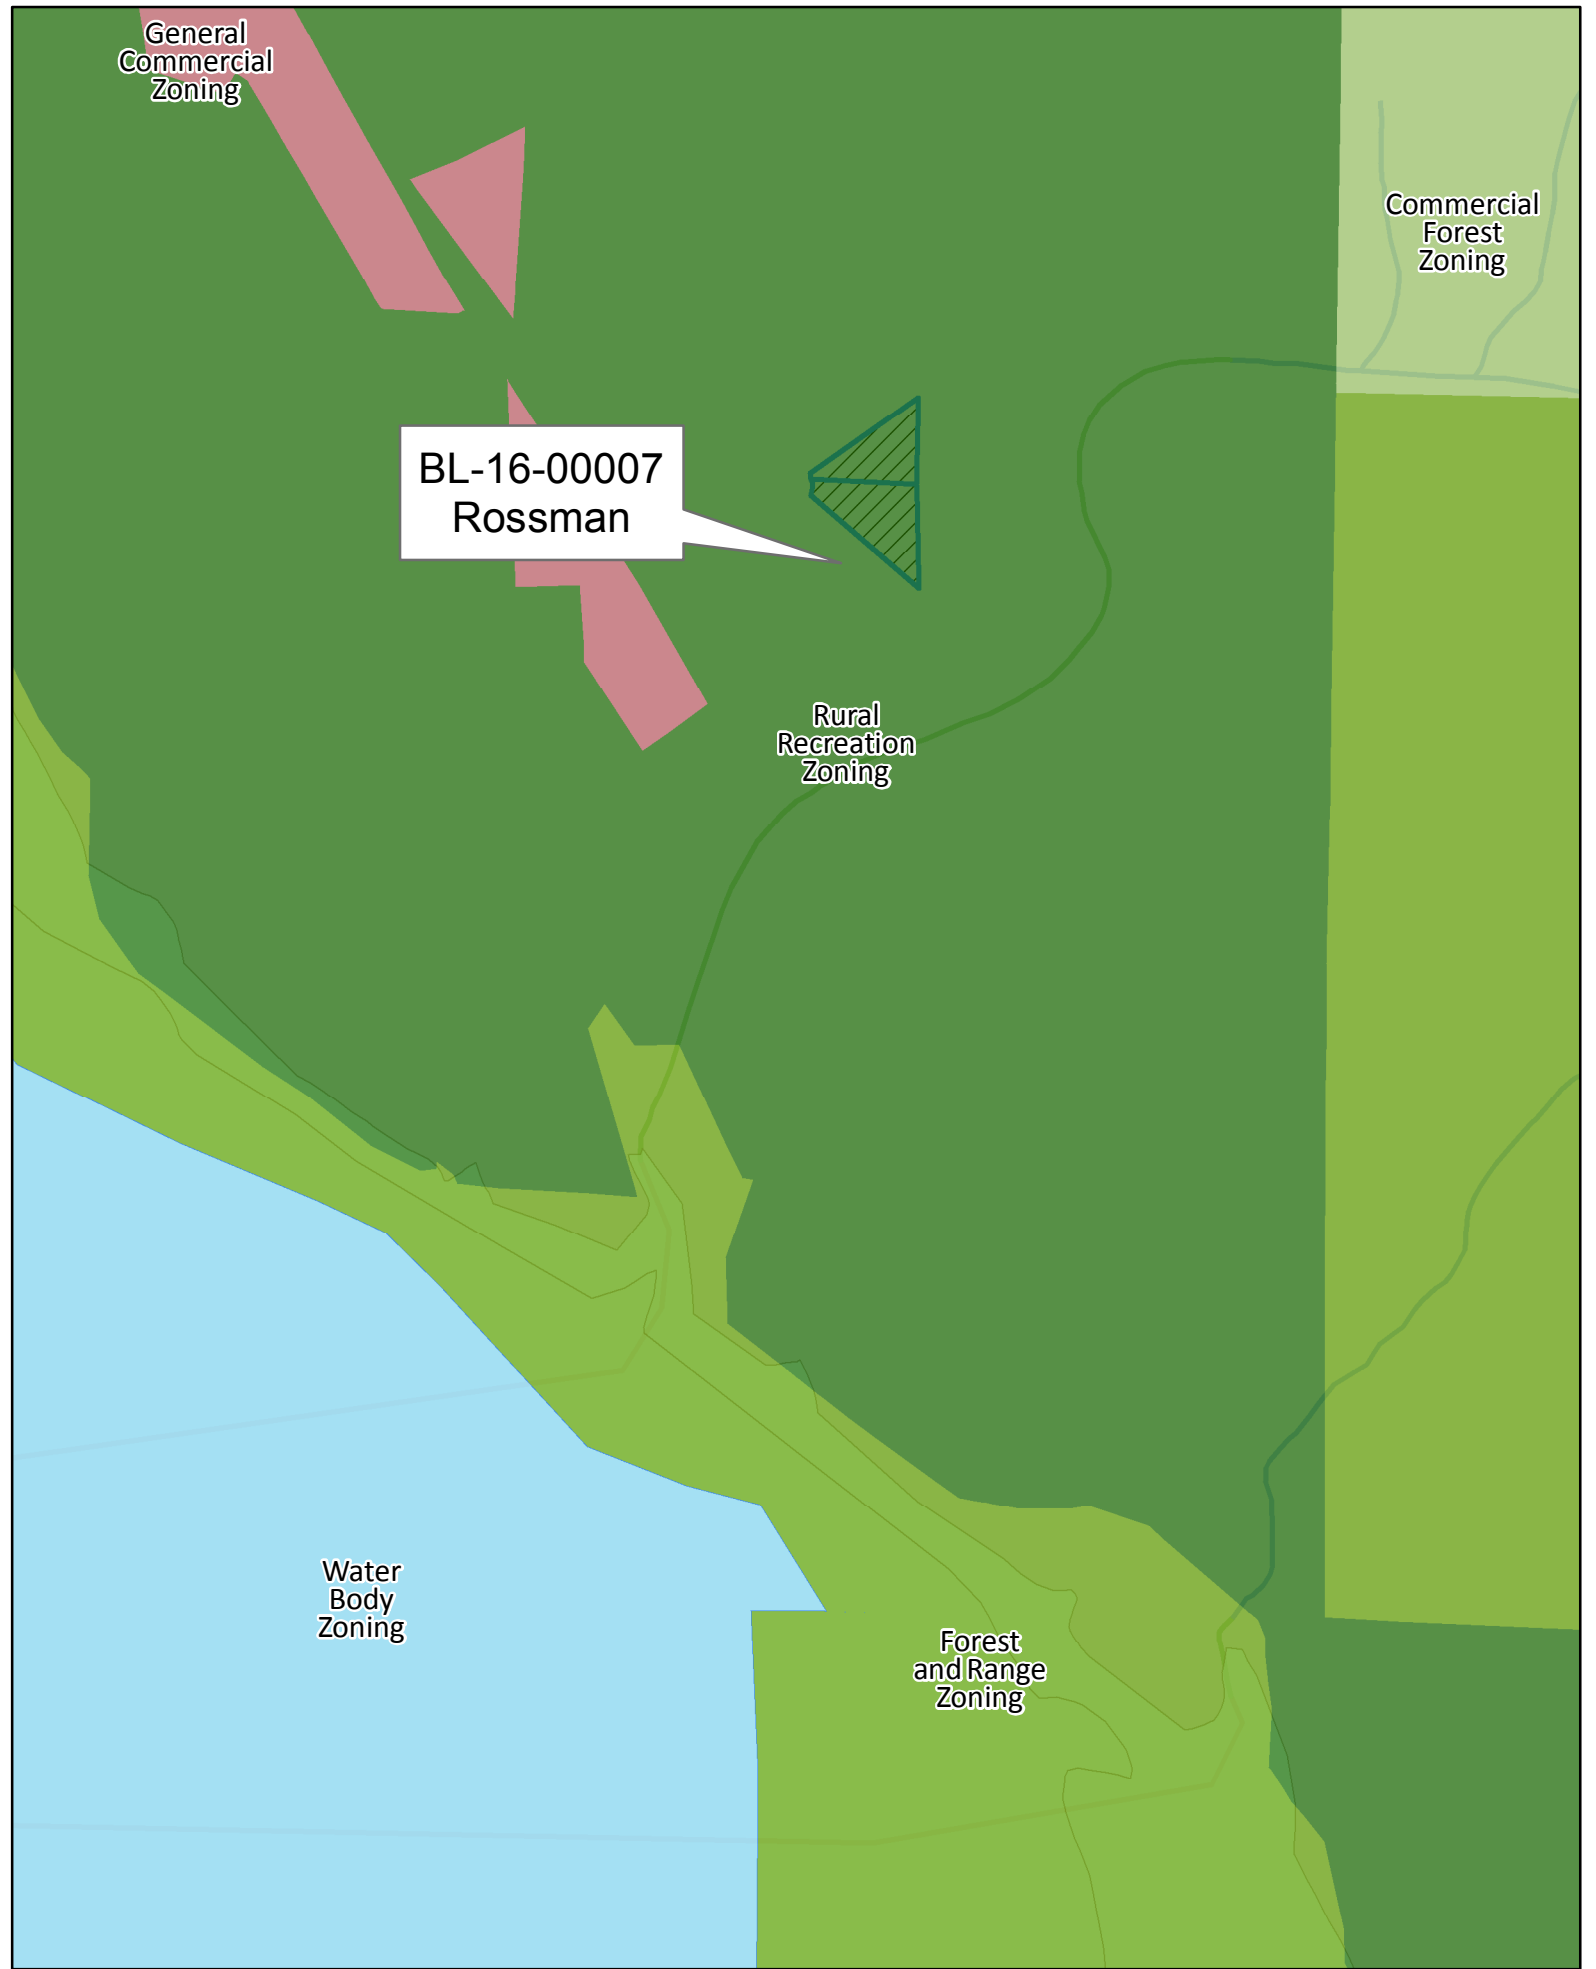 General
Commercial
Zoning
Commercial
Forest
Zoning
BL-16-00007
Rossman
Rural
Recreation
Zoning
Water
Body
Zoning
Forest
and Range
Zoning